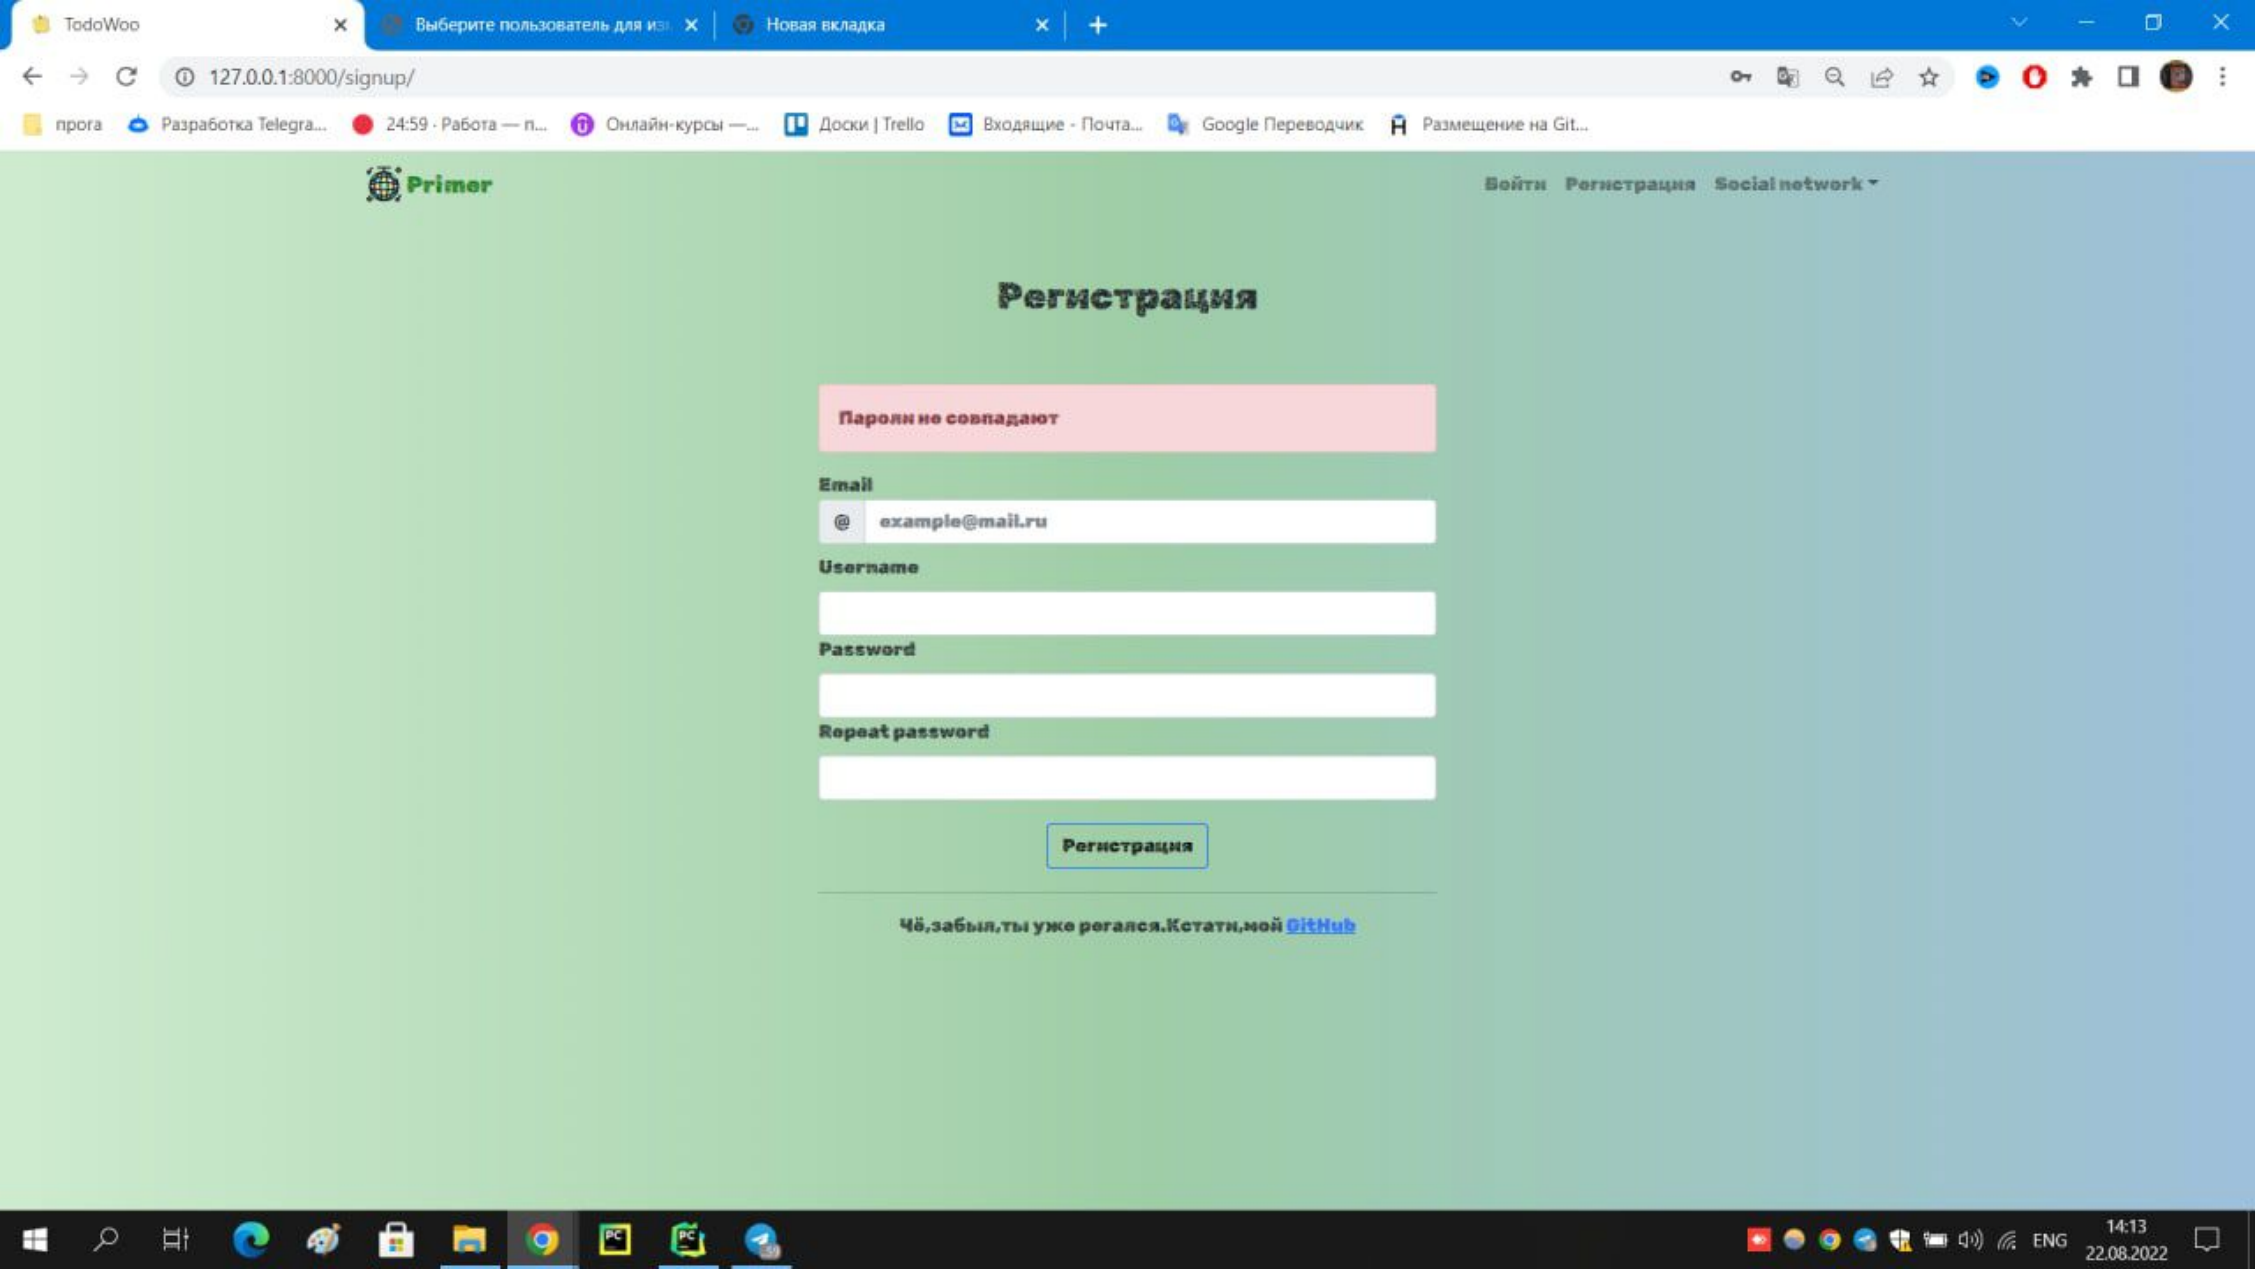 TodoWoo
Выберите пользователь для из
Новая вкладка
127.0.0.1:8000/signup/
прога
Разработка Telegra...
24:59 · Работа — п...
Онлайн-курсы —...
Доски | Trello
Входящие - Почта...
Google Переводчик
Размещение на Git...
Primer
Войти Регистрация Social network
Регистрация
Пароли не совпадают
Email
@ example@mail.ru
Username
Password
Repeat password
Регистрация
Чё,забыл,ты уже регался.Кстати,мой GitHub
PC
PC
59
ENG
14:13
22.08.2022